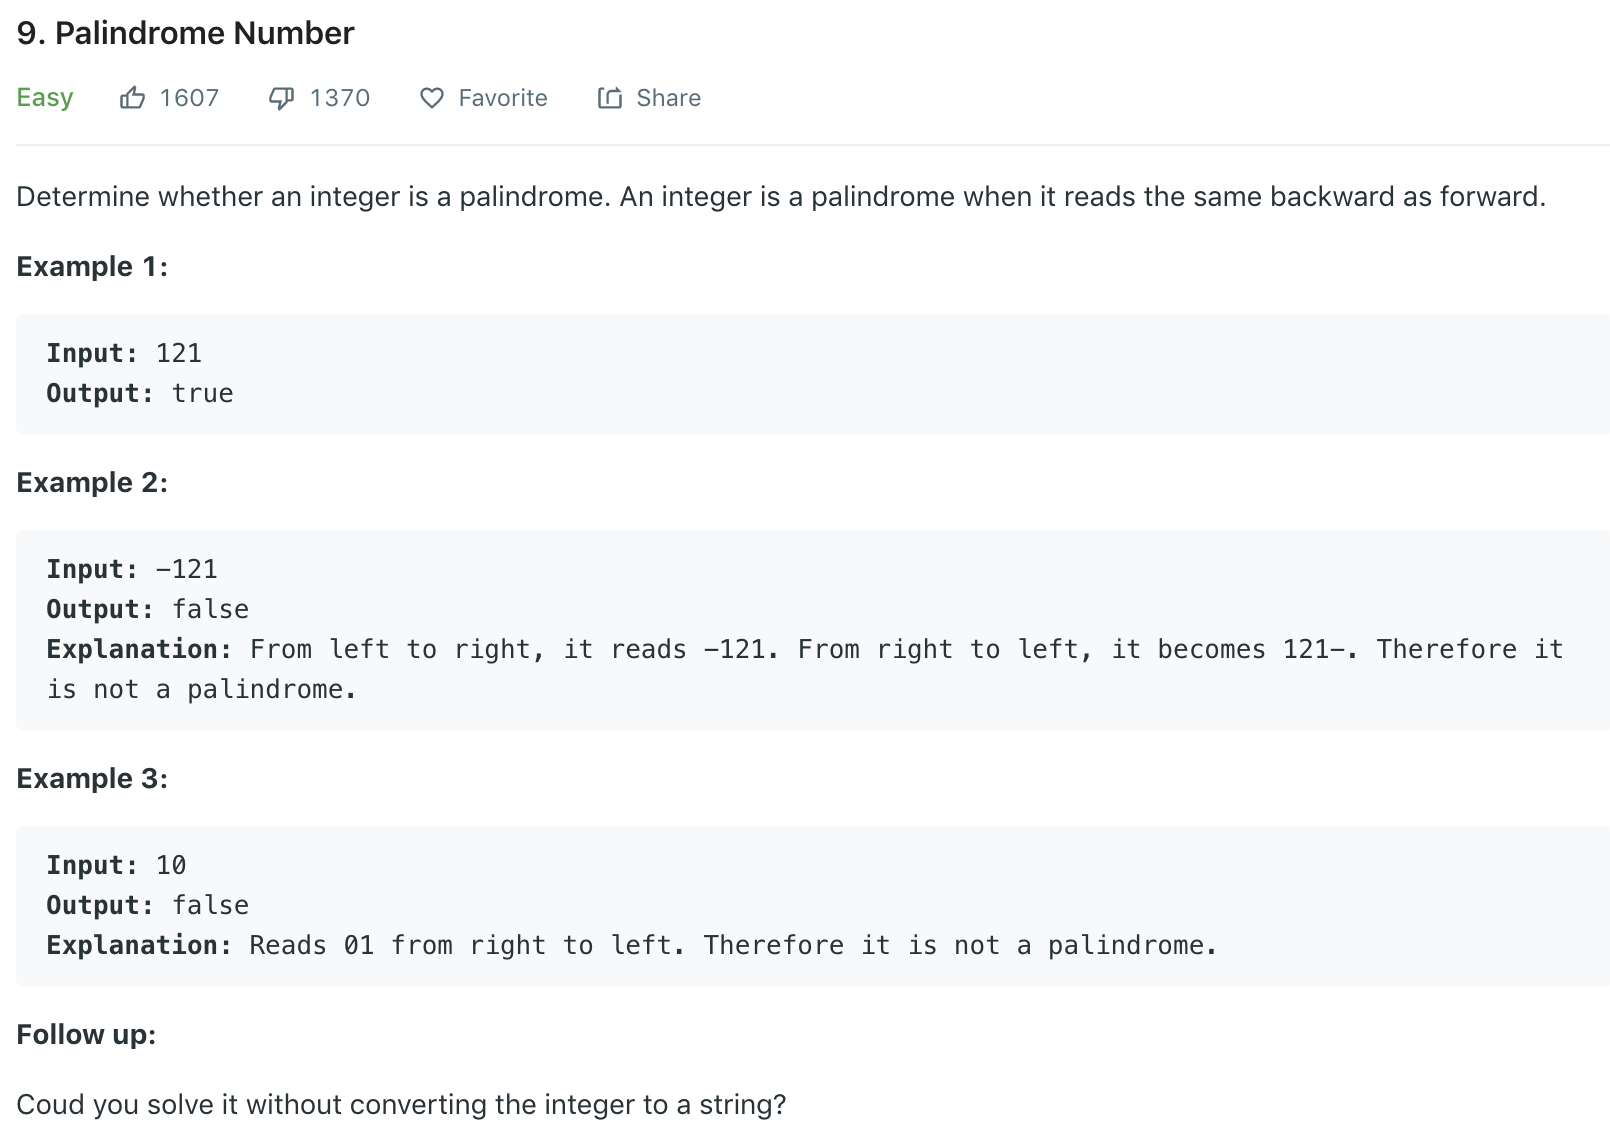 9. Palindrome Number
Easy 1607 1370 Favorite Share
Determine whether an integer is a palindrome. An integer is a palindrome when it reads the same backward as forward.
Example 1:
Input: 121
Output: true
Example 2:
Input: −121
Output: false
Explanation: From left to right, it reads −121. From right to left, it becomes 121−. Therefore it
is not a palindrome.
Example 3:
Input: 10
Output: false
Explanation: Reads 01 from right to left. Therefore it is not a palindrome.
Follow up:
Coud you solve it without converting the integer to a string?